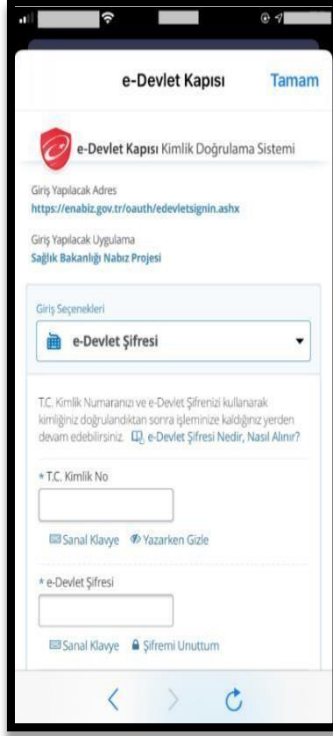 e-Devlet Kapısı
Tamam
e-Devlet Kapısı Kimlik Doğrulama Sistemi
Giriş Yapılacak Adres
https://enabiz.gov.tr/oauth/edevletsignin.ashx
Giriş Yapılacak Uygulama
Sağlık Bakanlığı Nabız Projesi
Giriş Seçenekleri
e-Devlet Şifresi
T.C. Kimlik Numaranızı ve e-Devlet Şifrenizi kullanarak
kimliğiniz doğrulandıktan sonra işleminize kaldığınız yerden
devam edebilirsiniz. e-Devlet Şifresi Nedir, Nasıl Alınır?
* T.C. Kimlik No
Sanal Klavye Yazarken Gizle
* e-Devlet Şifresi
Sanal Klavye Şifremi Unuttum